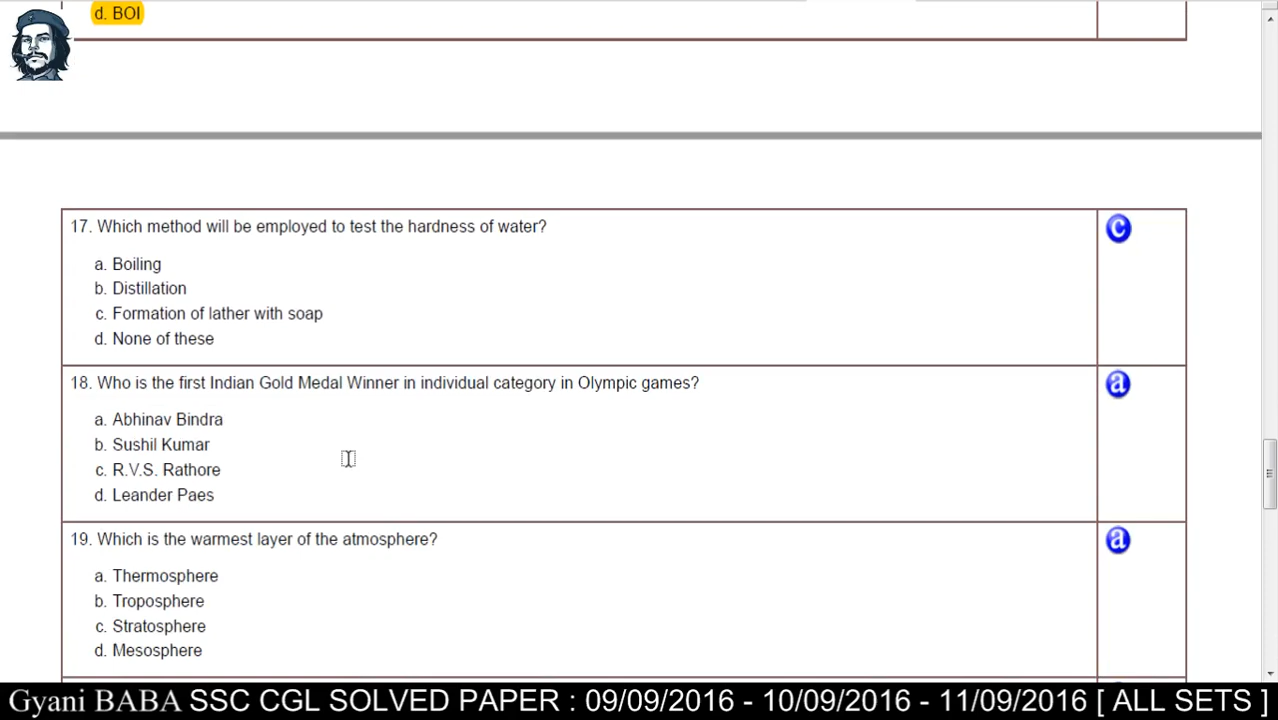 d. BOI
17. Which method will be employed to test the hardness of water?
c
a. Boiling
b. Distillation
c. Formation of lather with soap
d. None of these
18. Who is the first Indian Gold Medal Winner in individual category in Olympic games?
a
a. Abhinav Bindra
b. Sushil Kumar
c. R.V.S. Rathore
d. Leander Paes
19. Which is the warmest layer of the atmosphere?
a
a. Thermosphere
b. Troposphere
c. Stratosphere
d. Mesosphere
Gyani BABA SSC CGL SOLVED PAPER : 09/09/2016 - 10/09/2016 - 11/09/2016 [ ALL SETS ]